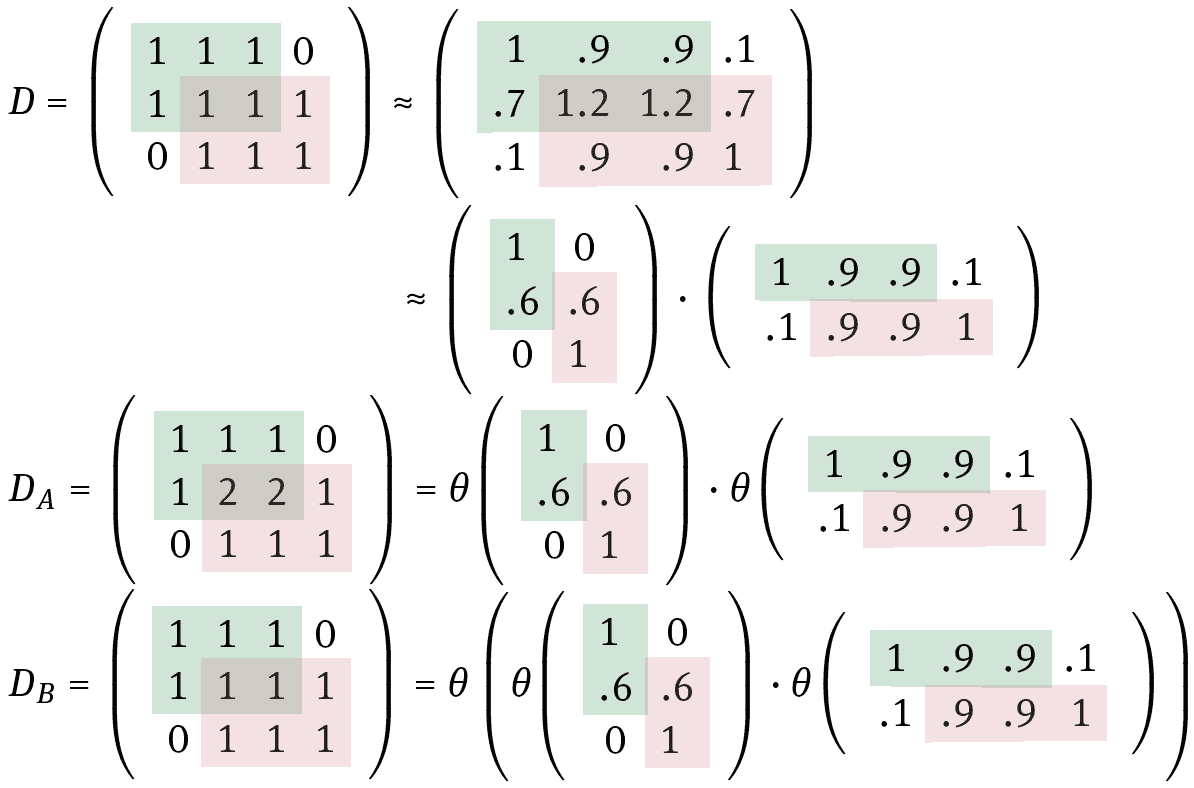 D = ( 1 1 1 0 ≈ ( 1 .9 .9 .1
1 1 1 1 .7 1.2 1.2 .7
0 1 1 1 ) .1 .9 .9 1 )
≈ ( 1 0 · ( 1 .9 .9 .1
.6 .6 .1 .9 .9 1 )
0 1 )
D_A = ( 1 1 1 0 = θ ( 1 0 · θ ( 1 .9 .9 .1
1 2 2 1 .6 .6 .1 .9 .9 1 )
0 1 1 1 ) 0 1 )
D_B = ( 1 1 1 0 = θ ( θ ( 1 0 · θ ( 1 .9 .9 .1
1 1 1 1 .6 .6 .1 .9 .9 1 ) )
0 1 1 1 ) 0 1 )